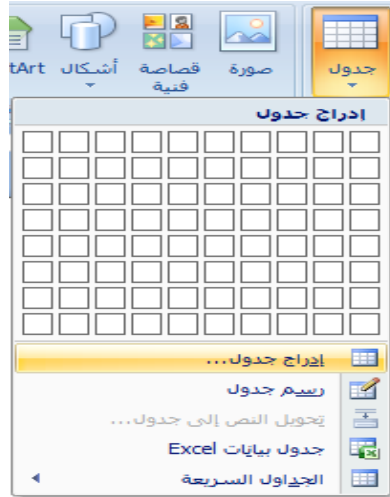 جدول
صورة
قصاصة
فنية
أشكال
tArt
إدراج جدول
إدراج جدول...
رسم جدول
تحويل النص إلى جدول...
جدول بيانات Excel
الجداول السريعة